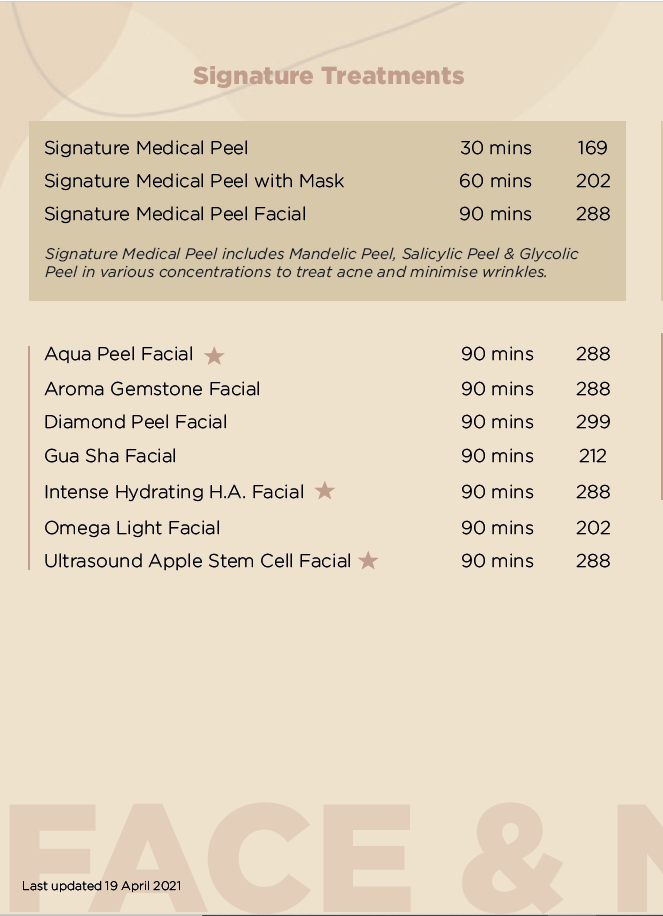 Signature Treatments
Signature Medical Peel 30 mins 169
Signature Medical Peel with Mask 60 mins 202
Signature Medical Peel Facial 90 mins 288
Signature Medical Peel includes Mandelic Peel, Salicylic Peel & Glycolic
Peel in various concentrations to treat acne and minimise wrinkles.
Aqua Peel Facial 90 mins 288
Aroma Gemstone Facial 90 mins 288
Diamond Peel Facial 90 mins 299
Gua Sha Facial 90 mins 212
Intense Hydrating H.A. Facial 90 mins 288
Omega Light Facial 90 mins 202
Ultrasound Apple Stem Cell Facial 90 mins 288
FACE &
Last updated 19 April 2021